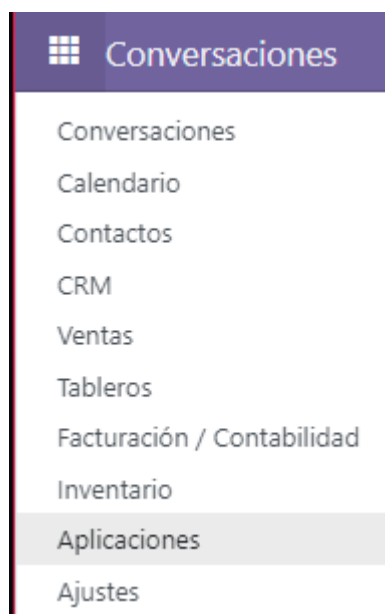 Conversaciones
Conversaciones
Calendario
Contactos
CRM
Ventas
Tableros
Facturación / Contabilidad
Inventario
Aplicaciones
Ajustes